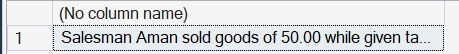 (No column name)
1 Salesman Aman sold goods of 50.00 while given ta...